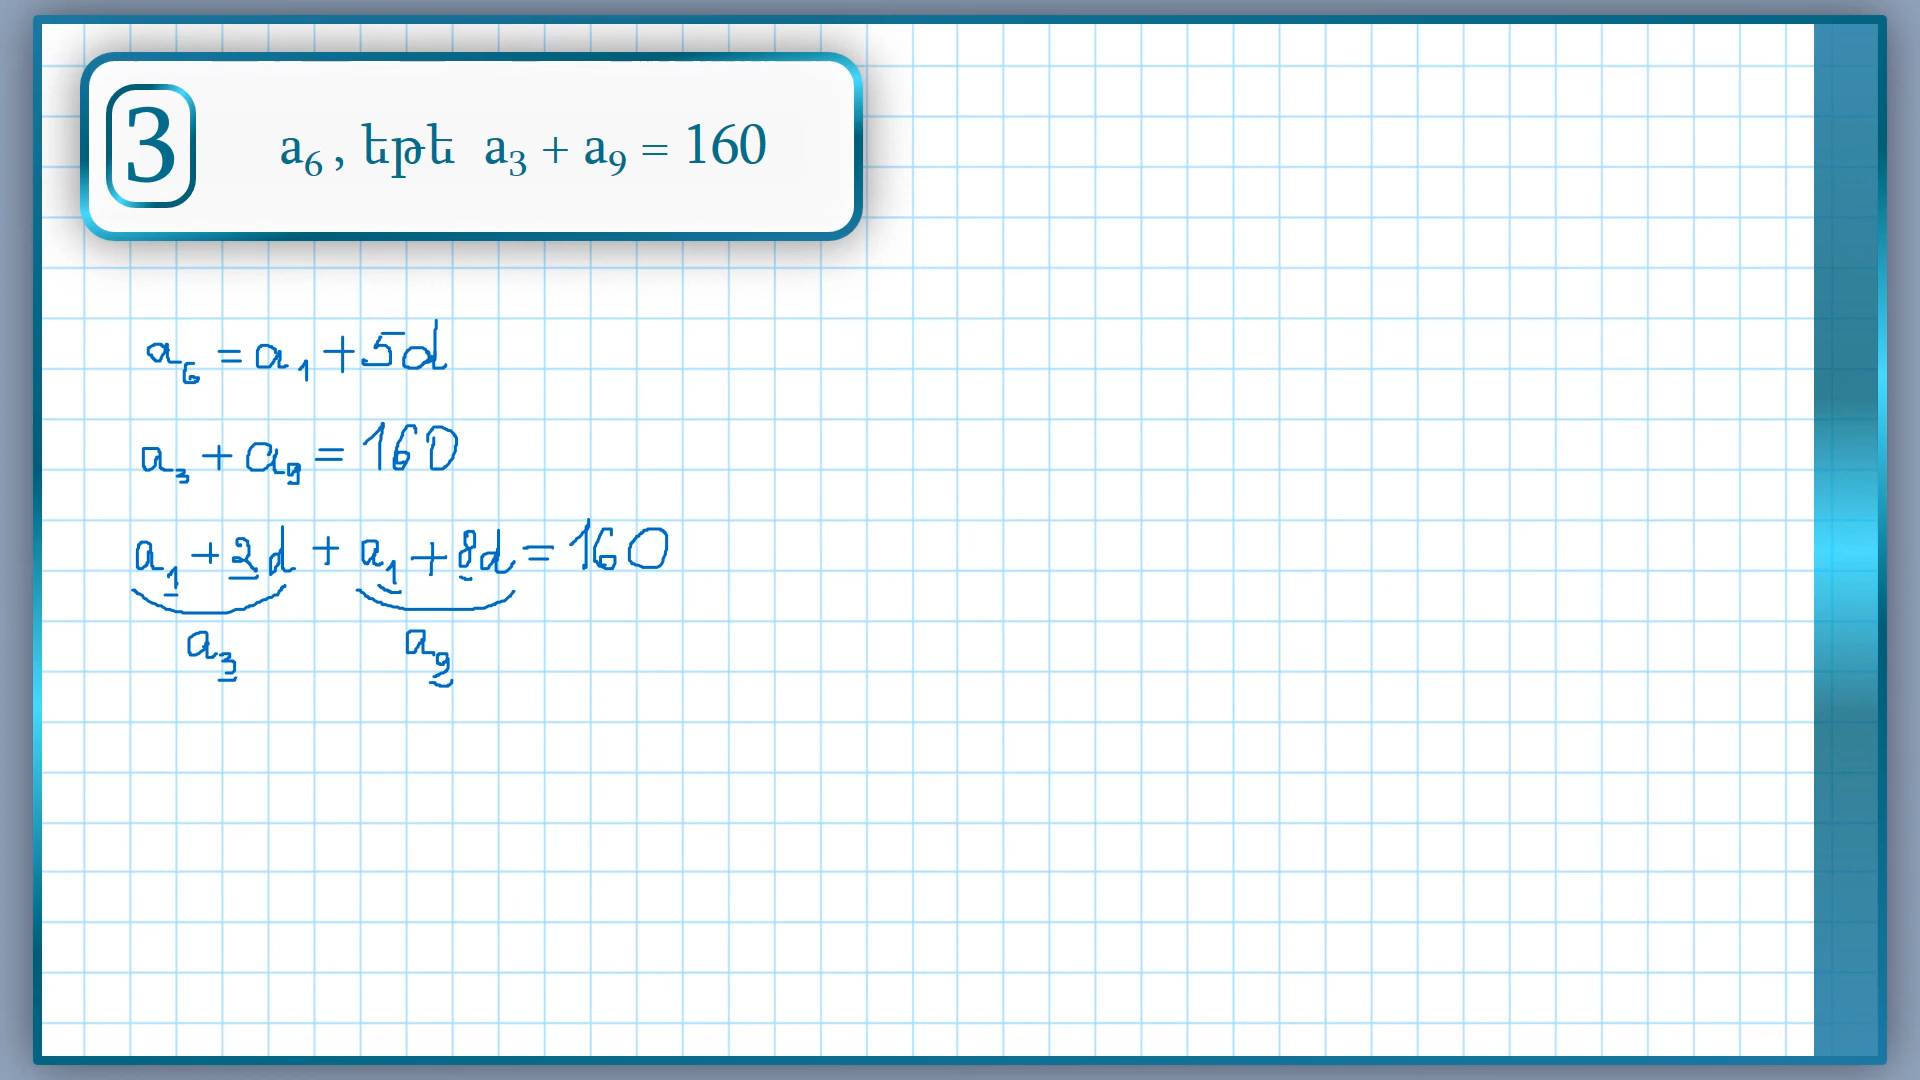 3 a₆ , եթե a₃ + a₉ = 160
a₆ = a₁ + 5d
a₃ + a₉ = 160
a₁ + 2d + a₁ + 8d = 160
a₃ a₉